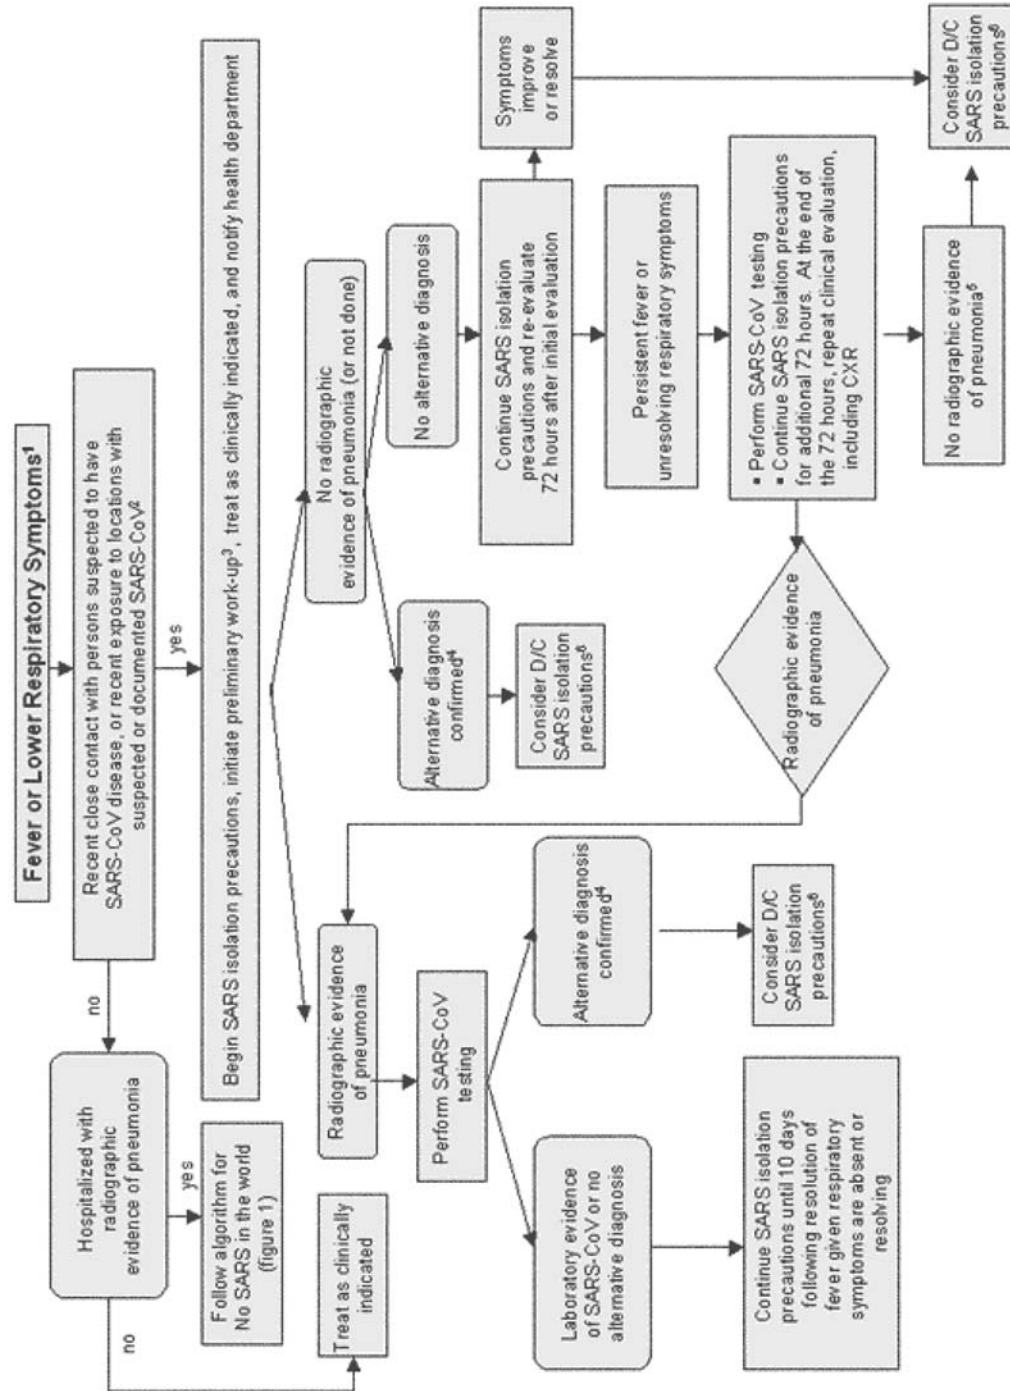 Fever or Lower Respiratory Symptoms¹
Recent close contact with persons suspected to have
SARS-CoV disease, or recent exposure to locations with
suspected or documented SARS-CoV²
no
yes
Hospitalized with
radiographic
evidence of pneumonia
no
yes
Follow algorithm for
No SARS in the world
(figure 1)
Treat as clinically
indicated
Begin SARS isolation precautions, initiate preliminary work-up³, treat as clinically indicated, and notify health department
Radiographic evidence
of pneumonia
Perform SARS-CoV
testing
Laboratory evidence
of SARS-CoV or no
alternative diagnosis
Continue SARS isolation
precautions until 10 days
following resolution of
fever given respiratory
symptoms are absent or
resolving
Alternative diagnosis
confirmed⁴
Consider D/C
SARS isolation
precautions⁶
No radiographic
evidence of pneumonia (or not done)
Alternative diagnosis
confirmed⁴
Consider D/C
SARS isolation
precautions⁶
No alternative diagnosis
Continue SARS isolation
precautions and re-evaluate
72 hours after initial evaluation
Symptoms
improve
or resolve
Persistent fever or
unresolving respiratory symptoms
▪ Perform SARS-CoV testing
▪ Continue SARS isolation precautions
for additional 72 hours. At the end of
the 72 hours, repeat clinical evaluation,
including CXR
Radiographic evidence
of pneumonia
No radiographic evidence
of pneumonia⁵
Consider D/C
SARS isolation
precautions⁶